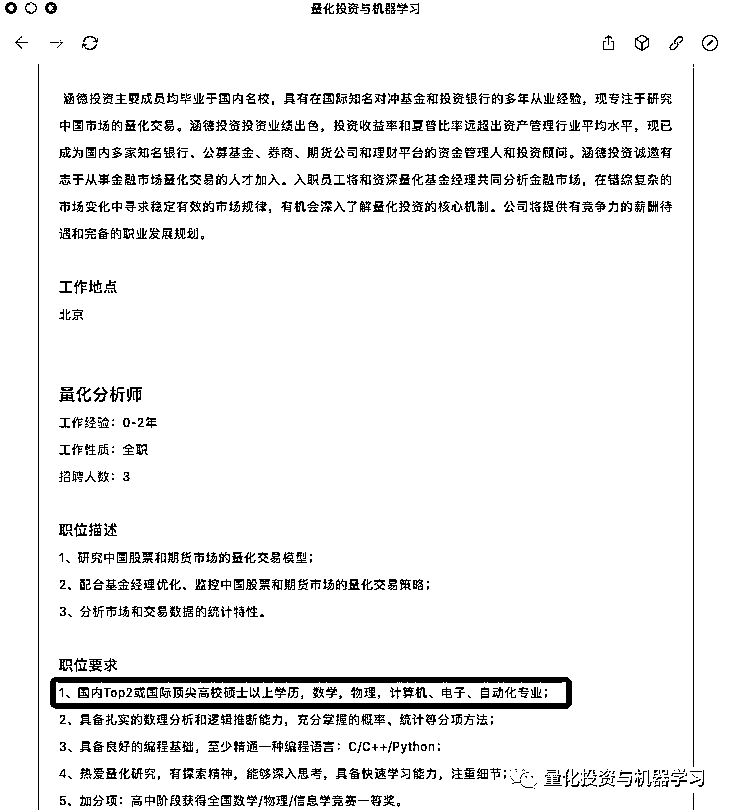 量化投资与机器学习
涵德投资主要成员均毕业于国内名校，具有在国际知名对冲基金和投资银行的多年从业经验，现专注于研究
中国市场的量化交易。涵德投资投资业绩出色，投资收益率和夏普比率远超出资产管理行业平均水平，现已
成为国内多家知名银行、公募基金、券商、期货公司和理财平台的资金管理人和投资顾问。涵德投资诚邀有
志于从事金融市场量化交易的人才加入。入职员工将和资深量化基金经理共同分析金融市场，在错综复杂的
市场变化中寻求稳定有效的市场规律，有机会深入了解量化投资的核心机制。公司将提供有竞争力的薪酬待
遇和完备的职业发展规划。
工作地点
北京
量化分析师
工作经验：0-2年
工作性质：全职
招聘人数：3
职位描述
1、研究中国股票和期货市场的量化交易模型；
2、配合基金经理优化、监控中国股票和期货市场的量化交易策略；
3、分析市场和交易数据的统计特性。
职位要求
1、国内Top2或国际顶尖高校硕士以上学历，数学，物理，计算机、电子、自动化专业；
2、具备扎实的数理分析和逻辑推断能力，充分掌握的概率、统计等分项方法；
3、具备良好的编程基础，至少精通一种编程语言：C/C++/Python；
4、热爱量化研究，有探索精神，能够深入思考，具备快速学习能力，注重细节；
量化投资与机器学习
5、加分项：高中阶段获得全国数学/物理/信息学竞赛一等奖。